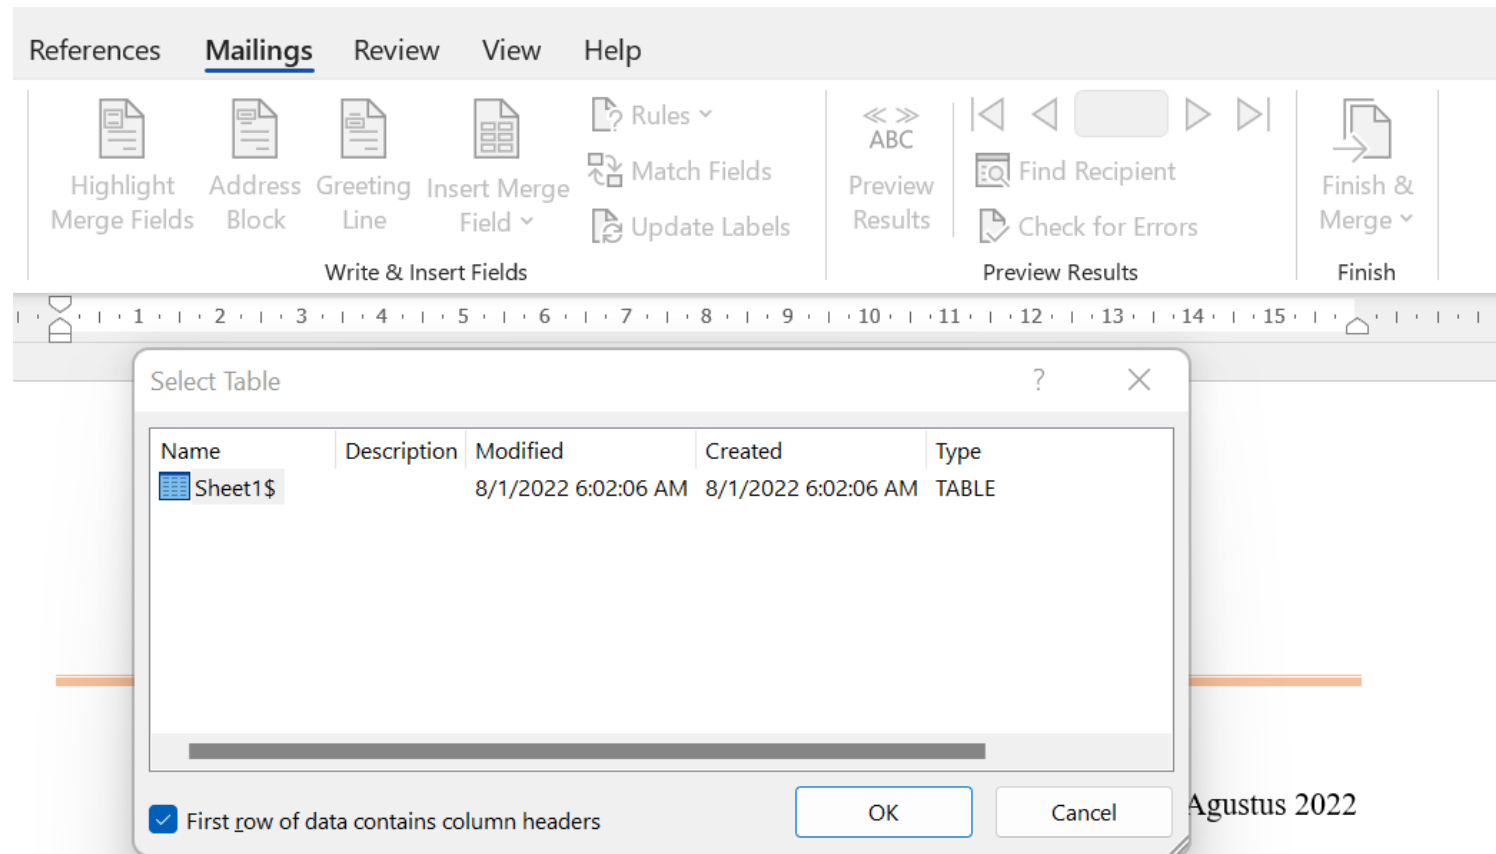 References Mailings Review View Help
Highlight Merge Fields
Address Block
Greeting Line
Insert Merge Field
Rules
Match Fields
Update Labels
Write & Insert Fields
ABC
Preview Results
Find Recipient
Check for Errors
Preview Results
Finish & Merge
Finish
1 2 3 4 5 6 7 8 9 10 11 12 13 14 15
Select Table ?
Name Description Modified Created Type
Sheet1$ 8/1/2022 6:02:06 AM 8/1/2022 6:02:06 AM TABLE
Agustus 2022
First row of data contains column headers
OK Cancel